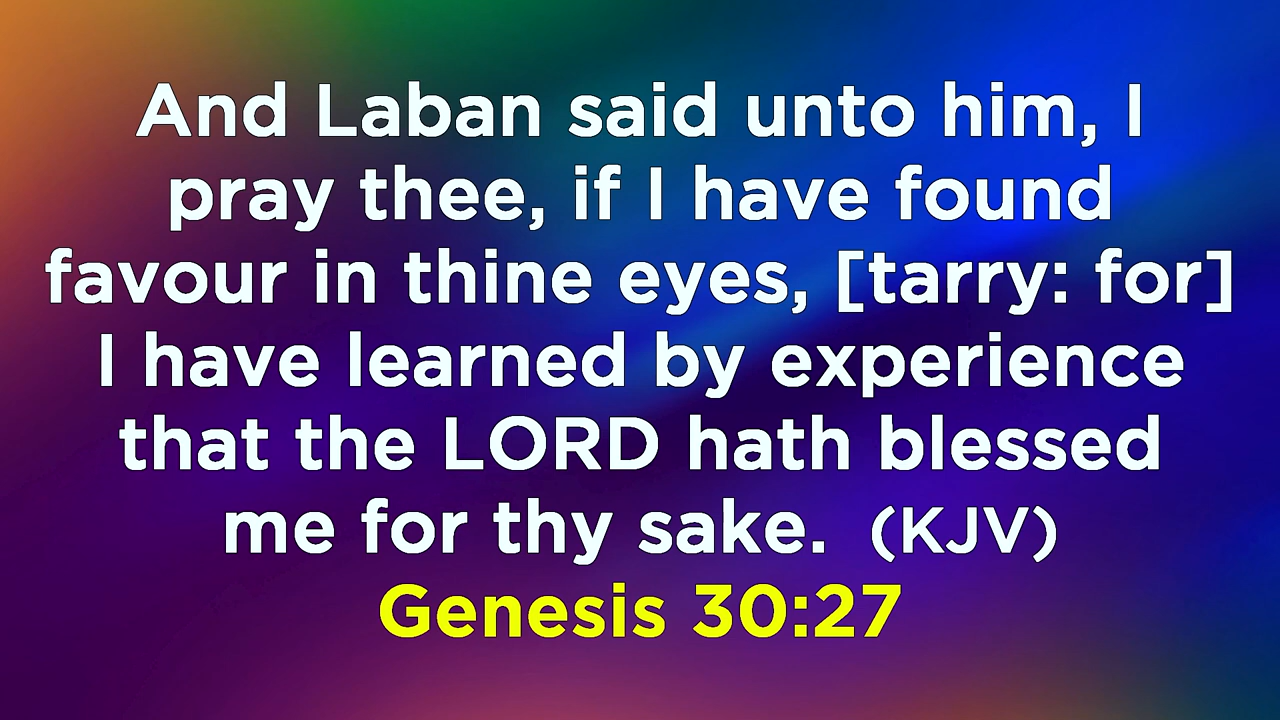 And Laban said unto him, I
pray thee, if I have found
favour in thine eyes, [tarry: for]
I have learned by experience
that the LORD hath blessed
me for thy sake.  (KJV)
Genesis 30:27